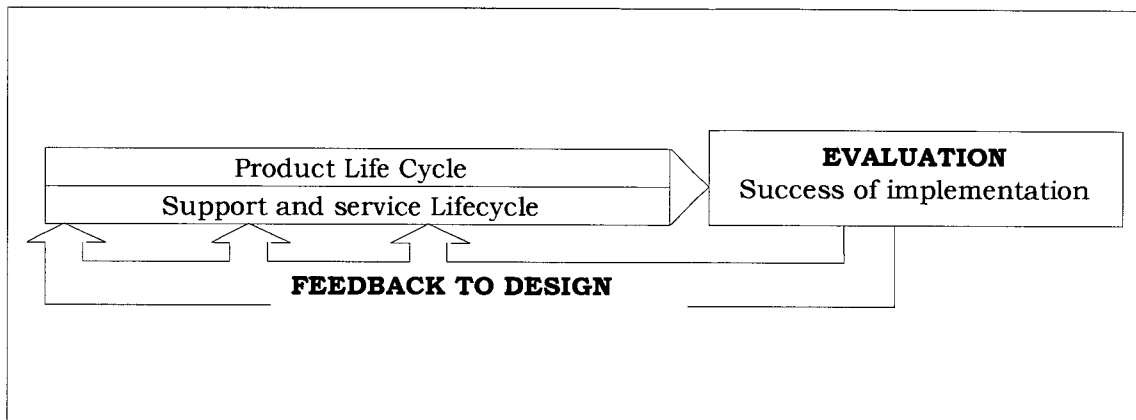 Product Life Cycle
Support and service Lifecycle
EVALUATION
Success of implementation
FEEDBACK TO DESIGN